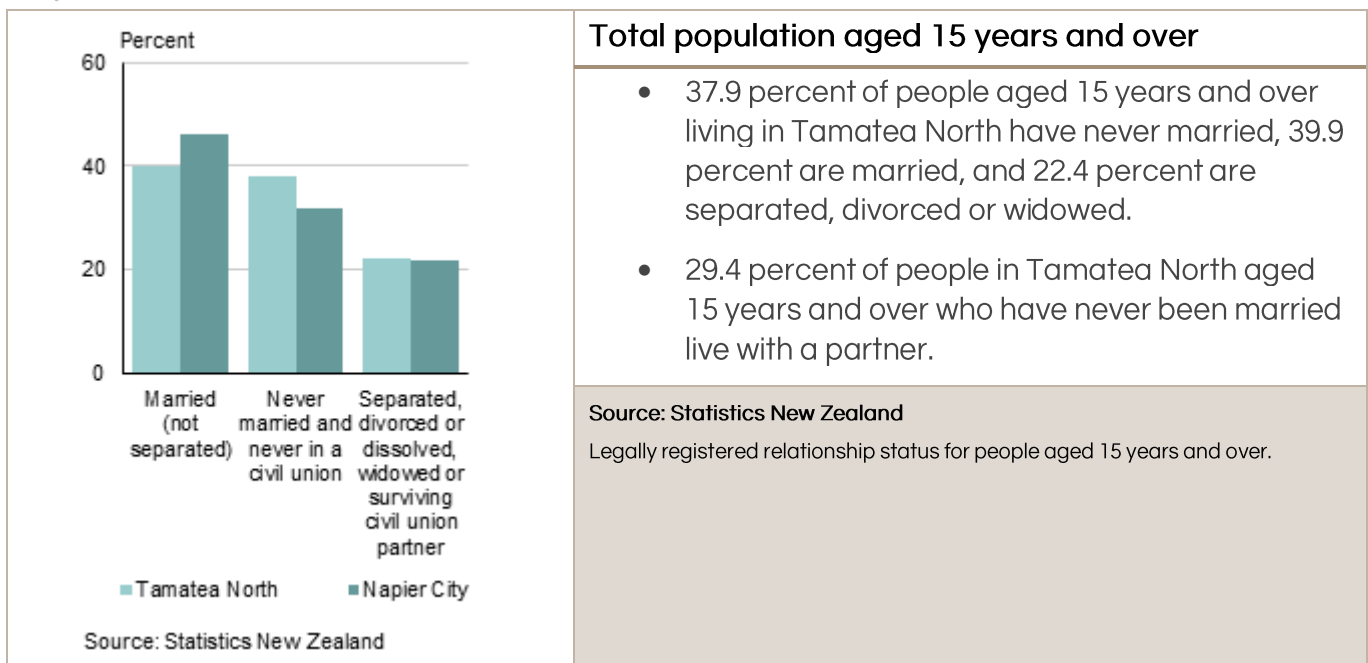 Percent
60
40
20
0
Married
(not
separated)
Never
married and
never in a
civil union
Separated,
divorced or
dissolved,
widowed or
surviving
civil union
partner
Tamatea North
Napier City
Source: Statistics New Zealand
Total population aged 15 years and over
• 37.9 percent of people aged 15 years and over
living in Tamatea North have never married, 39.9
percent are married, and 22.4 percent are
separated, divorced or widowed.
• 29.4 percent of people in Tamatea North aged
15 years and over who have never been married
live with a partner.
Source: Statistics New Zealand
Legally registered relationship status for people aged 15 years and over.